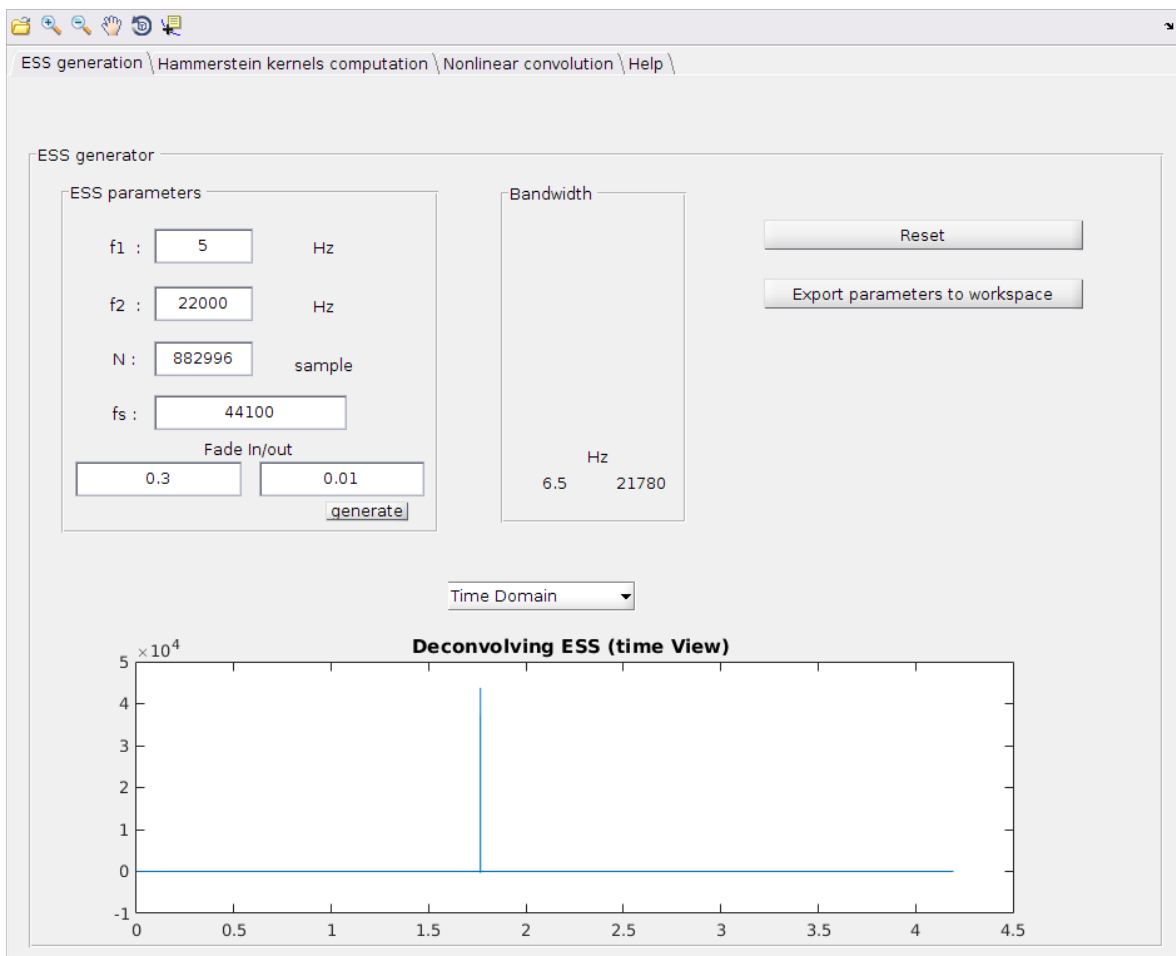 ESS generation Hammerstein kernels computation Nonlinear convolution Help
ESS generator
ESS parameters
f1 : 5 Hz
f2 : 22000 Hz
N : 882996 sample
fs : 44100
Fade In/out
0.3 0.01
generate
Bandwidth
Hz
6.5 21780
Reset
Export parameters to workspace
Time Domain
Deconvolving ESS (time View)
×10^4
5
4
3
2
1
0
-1
0 0.5 1 1.5 2 2.5 3 3.5 4 4.5